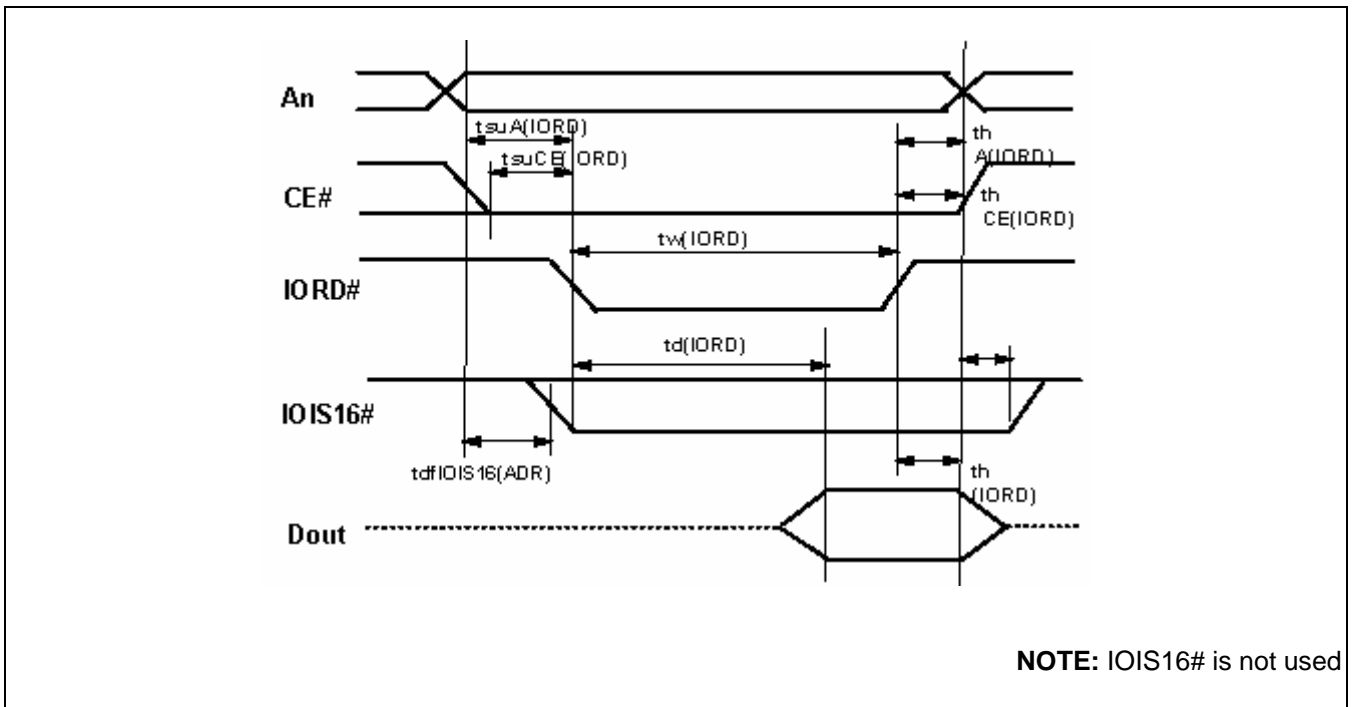 An
tsuA(IORD)
th
A(IORD)
tsuCE(IORD)
CE#
th
CE(IORD)
tw(IORD)
IORD#
td(IORD)
IOIS16#
tdfIOIS16(ADR)
th
(IORD)
Dout
NOTE: IOIS16# is not used